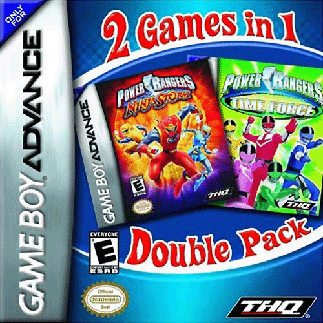 ONLY FOR
GAME BOY ADVANCE
2 Games in 1
POWER RANGERS
NINJA STORM
GAME BOY ADVANCE
EVERYONE
E
THQ
POWER RANGERS
TIME FORCE
THQ
Double Pack
EVERYONE
E
ESRB
Official
Nintendo
Seal
THQ